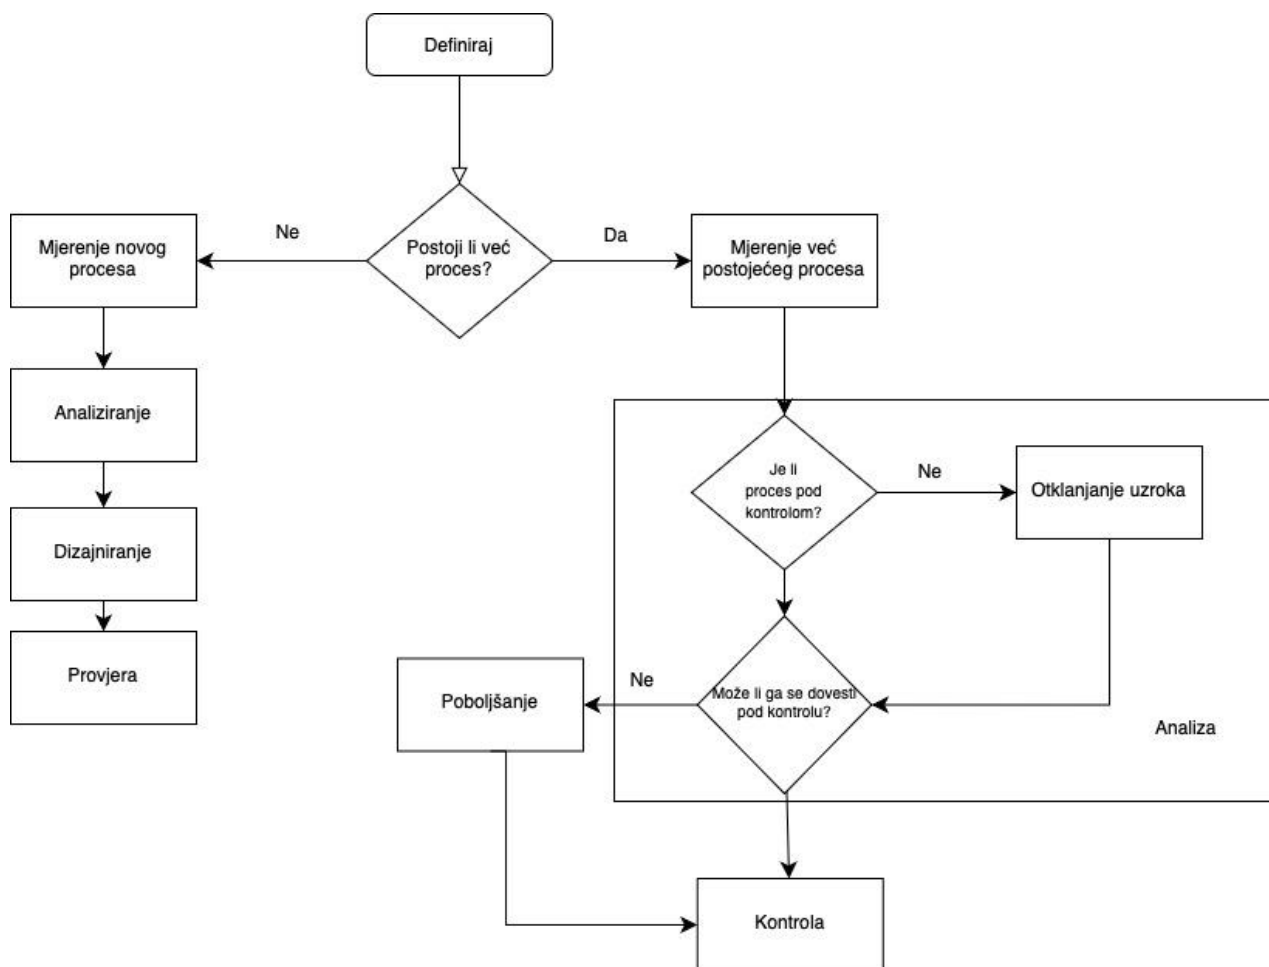 Definiraj
Ne
Da
Mjerenje novog
procesa
Postoji li već
proces?
Mjerenje već
postojećeg procesa
Analiziranje
Je li
proces pod
kontrolom?
Ne
Otklanjanje uzroka
Dizajniranje
Provjera
Poboljšanje
Ne
Može li ga se dovesti
pod kontrolu?
Analiza
Kontrola